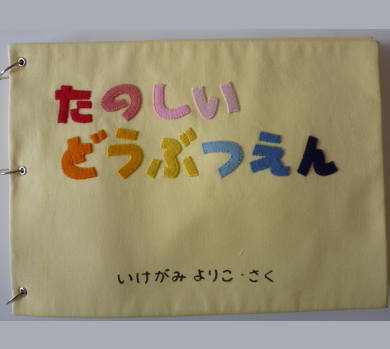 たのしい
どうぶつえん
いけがみ よりこ・さく